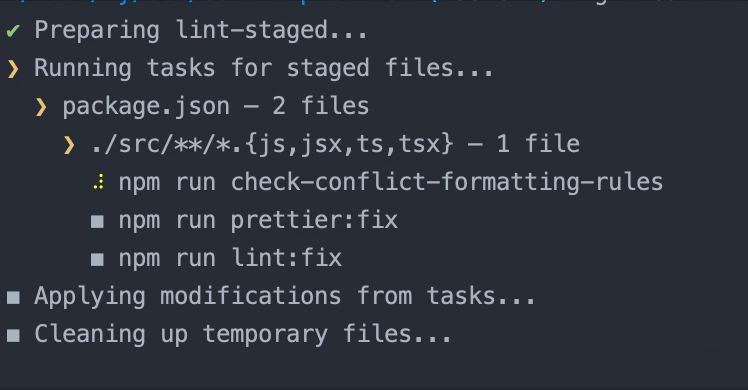 ✔ Preparing lint-staged...
❯ Running tasks for staged files...
❯ package.json — 2 files
❯ ./src/**/*.{js,jsx,ts,tsx} — 1 file
⠼ npm run check-conflict-formatting-rules
■ npm run prettier:fix
■ npm run lint:fix
■ Applying modifications from tasks...
■ Cleaning up temporary files...